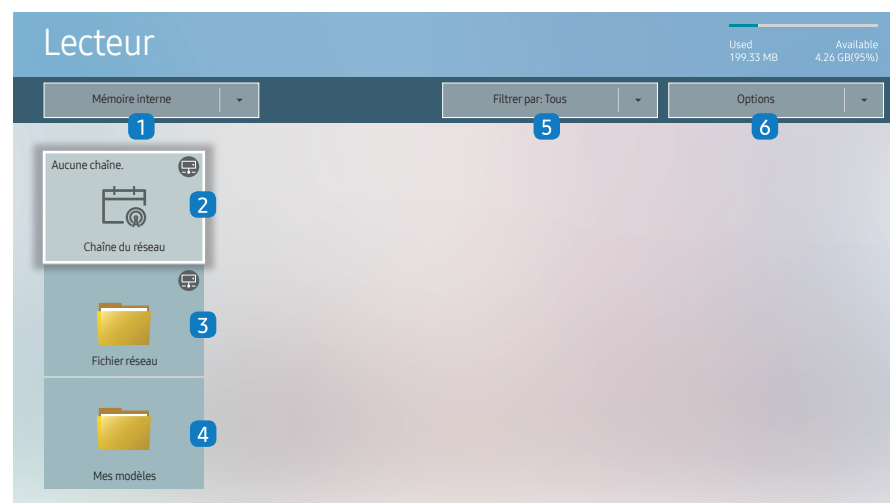 Lecteur
Used Available
199.33 MB 4.26 GB(95%)
Mémoire interne Filtrer par: Tous Options
1 5 6
Aucune chaîne.
2
Chaîne du réseau
3
Fichier réseau
4
Mes modèles